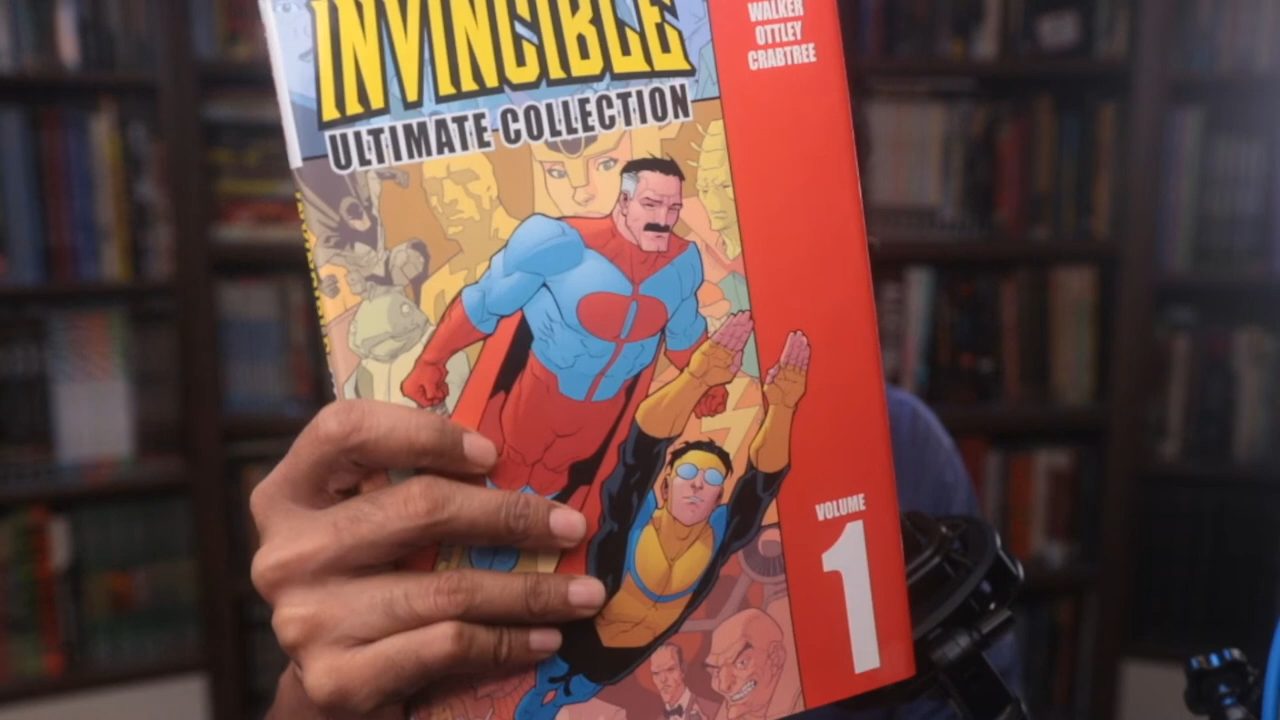 INVINCIBLE
ULTIMATE COLLECTION
WALKER
OTTLEY
CRABTREE
VOLUME
1